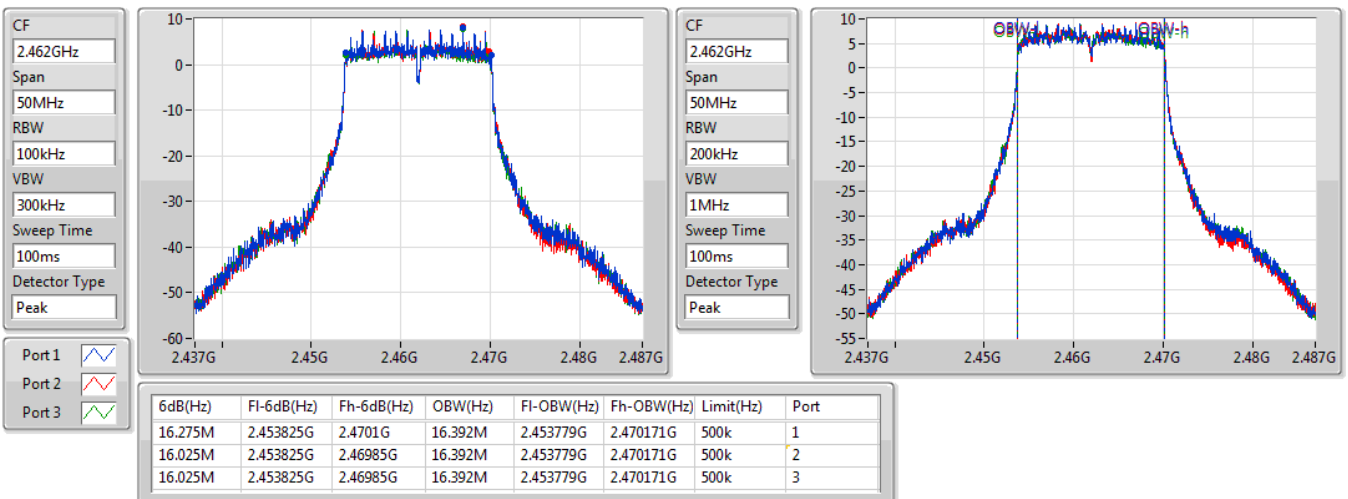 CF
2.462GHz
Span
50MHz
RBW
100kHz
VBW
300kHz
Sweep Time
100ms
Detector Type
Peak
10
0
-10
-20
-30
-40
-50
-60
2.437G 2.45G 2.46G 2.47G 2.48G 2.487G
CF
2.462GHz
Span
50MHz
RBW
200kHz
VBW
1MHz
Sweep Time
100ms
Detector Type
Peak
OBW-l OBW-h
10
5
0
-5
-10
-15
-20
-25
-30
-35
-40
-45
-50
-55
2.437G 2.45G 2.46G 2.47G 2.48G 2.487G
Port 1
Port 2
Port 3
6dB(Hz) Fl-6dB(Hz) Fh-6dB(Hz) OBW(Hz) Fl-OBW(Hz) Fh-OBW(Hz) Limit(Hz) Port
16.275M 2.453825G 2.4701G 16.392M 2.453779G 2.470171G 500k 1
16.025M 2.453825G 2.46985G 16.392M 2.453779G 2.470171G 500k 2
16.025M 2.453825G 2.46985G 16.392M 2.453779G 2.470171G 500k 3